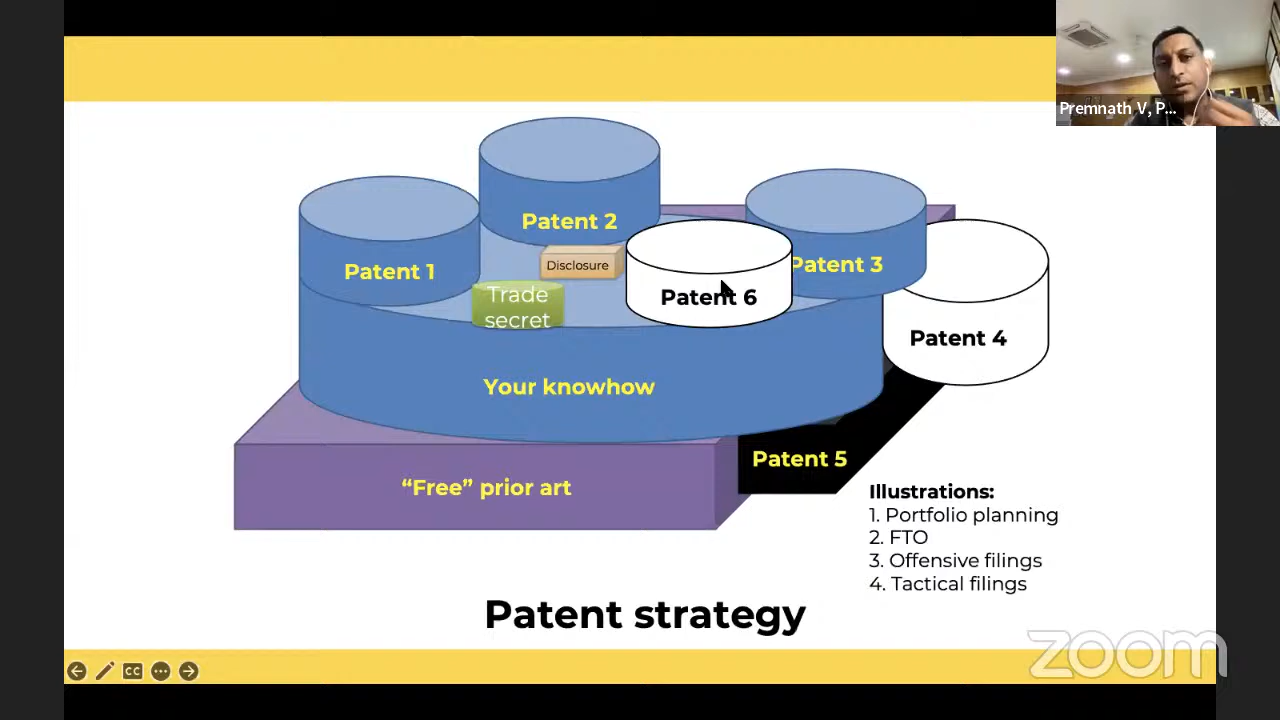 Premnath V, P...
Patent 2
Patent 1
Patent 3
Disclosure
Patent 6
Trade
secret
Patent 4
Your knowhow
Patent 5
“Free” prior art
Illustrations:
1. Portfolio planning
2. FTO
3. Offensive filings
4. Tactical filings
Patent strategy
zoom
CC